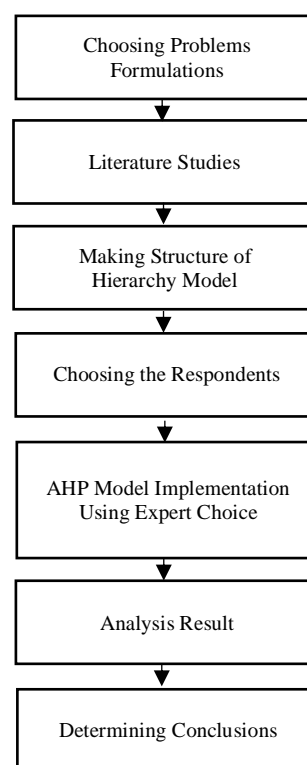 Choosing Problems
Formulations
Literature Studies
Making Structure of
Hierarchy Model
Choosing the Respondents
AHP Model Implementation
Using Expert Choice
Analysis Result
Determining Conclusions